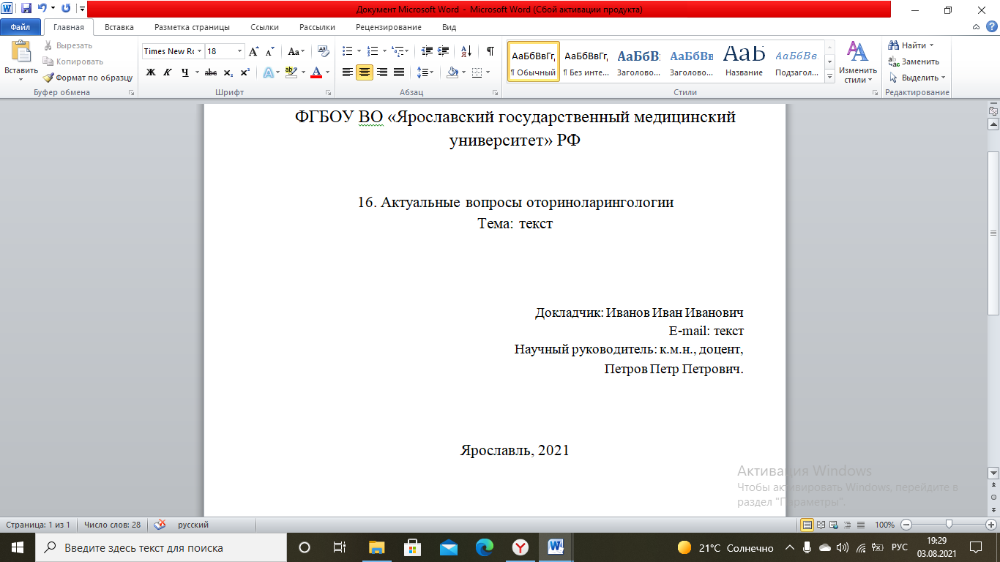 Документ Microsoft Word - Microsoft Word (Сбой активации продукта)
Файл Главная Вставка Разметка страницы Ссылки Рассылки Рецензирование Вид
Вставить
Вырезать
Копировать
Формат по образцу
Буфер обмена
Times New Ro 18
Ж К Ч abc x₂ x²
Шрифт
Абзац
АаБбВвГг, АаБбВвГг, АаБбВ АаБбВв АаБ АаБбВв.
¶ Обычный ¶ Без инте... Заголово... Заголово... Название Подзагол...
Стили
Изменить
стили
Найти
Заменить
Выделить
Редактирование
ФГБОУ ВО «Ярославский государственный медицинский
университет» РФ
16. Актуальные вопросы оториноларингологии
Тема: текст
Докладчик: Иванов Иван Иванович
E-mail: текст
Научный руководитель: к.м.н., доцент,
Петров Петр Петрович.
Ярославль, 2021
Активация Windows
Чтобы активировать Windows, перейдите в
раздел "Параметры".
Страница: 1 из 1 Число слов: 28 русский 100%
Введите здесь текст для поиска
21°C Солнечно РУС
19:29
03.08.2021